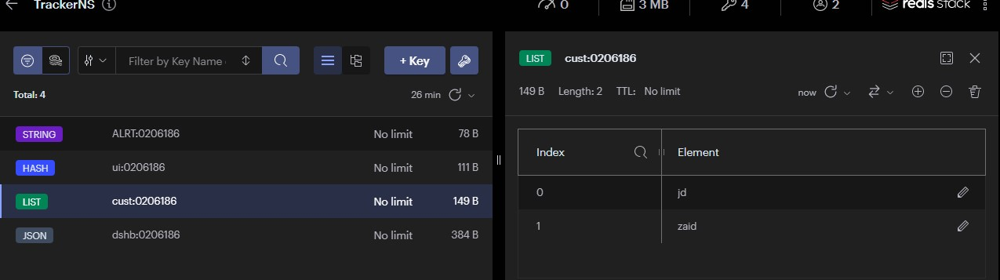 TrackerNS
0
3 MB
4
2
redis stack
Filter by Key Name
+ Key
Total: 4
26 min
STRING ALRT:0206186 No limit 78 B
HASH ui:0206186 No limit 111 B
LIST cust:0206186 No limit 149 B
JSON dshb:0206186 No limit 384 B
LIST cust:0206186
149 B Length: 2 TTL: No limit now
Index Element
0 jd
1 zaid